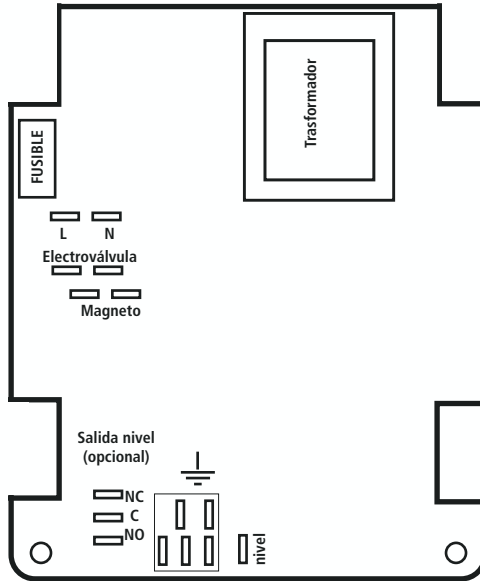 Trasformador
FUSIBLE
L N
Electroválvula
Magneto
Salida nivel
(opcional)
NC
C
NO
nivel